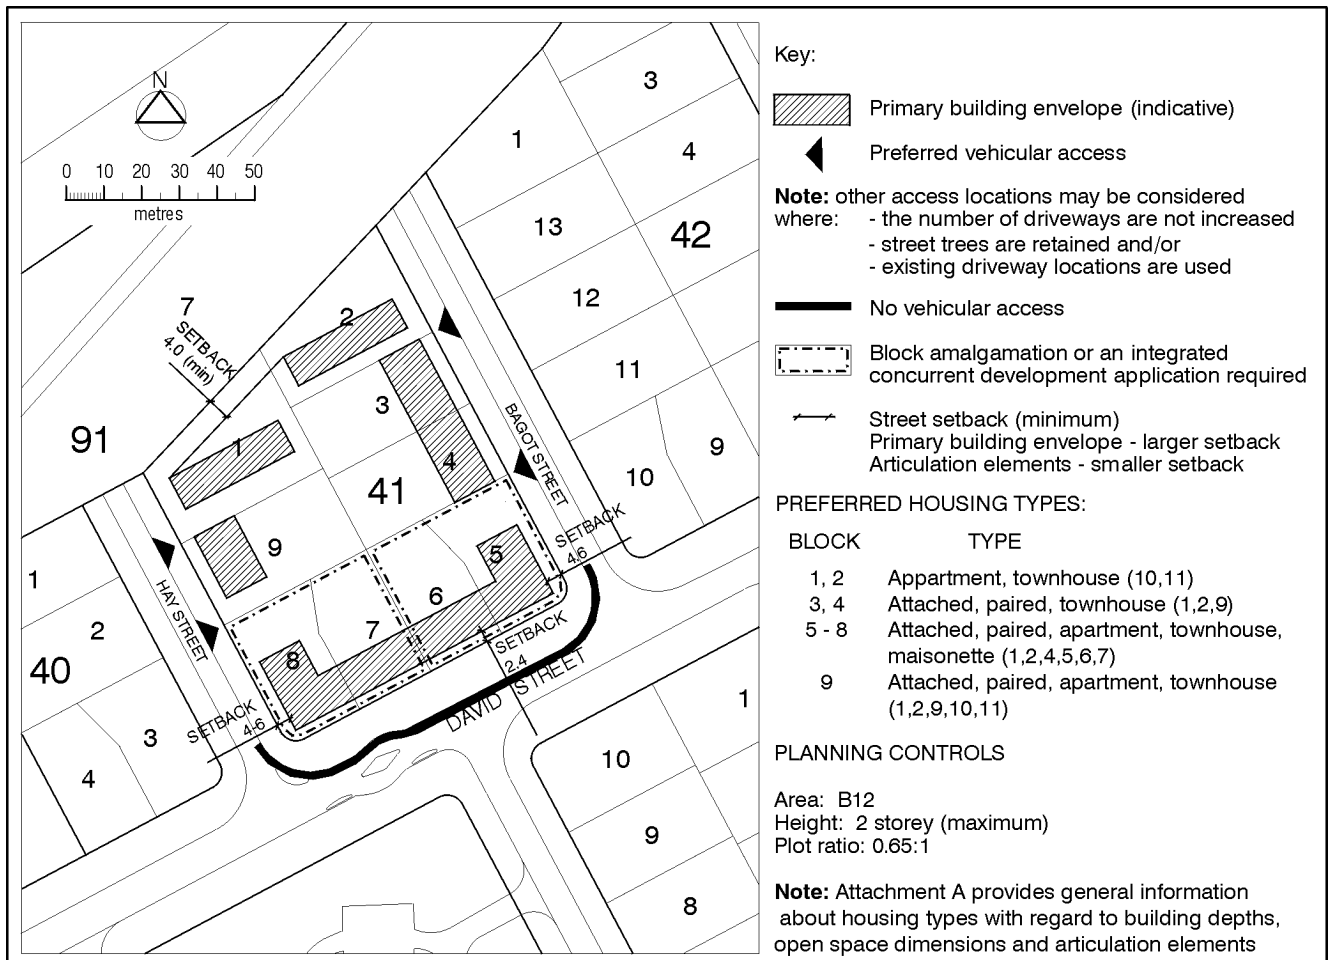 N
0 10 20 30 40 50
metres
7
SETBACK
4.0 (min)
91
2
3
1
4
41
9
5
6
7
8
BAGOT STREET
HAY STREET
DAVID STREET
SETBACK
4.6
SETBACK
2.4
SETBACK
4-6
1
2
40
3
4
3
1
4
13
42
12
11
9
10
1
10
9
8
Key:
Primary building envelope (indicative)
Preferred vehicular access
Note: other access locations may be considered
where: - the number of driveways are not increased
- street trees are retained and/or
- existing driveway locations are used
No vehicular access
Block amalgamation or an integrated
concurrent development application required
Street setback (minimum)
Primary building envelope - larger setback
Articulation elements - smaller setback
PREFERRED HOUSING TYPES:
BLOCK TYPE
1, 2 Appartment, townhouse (10,11)
3, 4 Attached, paired, townhouse (1,2,9)
5 - 8 Attached, paired, apartment, townhouse,
maisonette (1,2,4,5,6,7)
9 Attached, paired, apartment, townhouse
(1,2,9,10,11)
PLANNING CONTROLS
Area: B12
Height: 2 storey (maximum)
Plot ratio: 0.65:1
Note: Attachment A provides general information
about housing types with regard to building depths,
open space dimensions and articulation elements